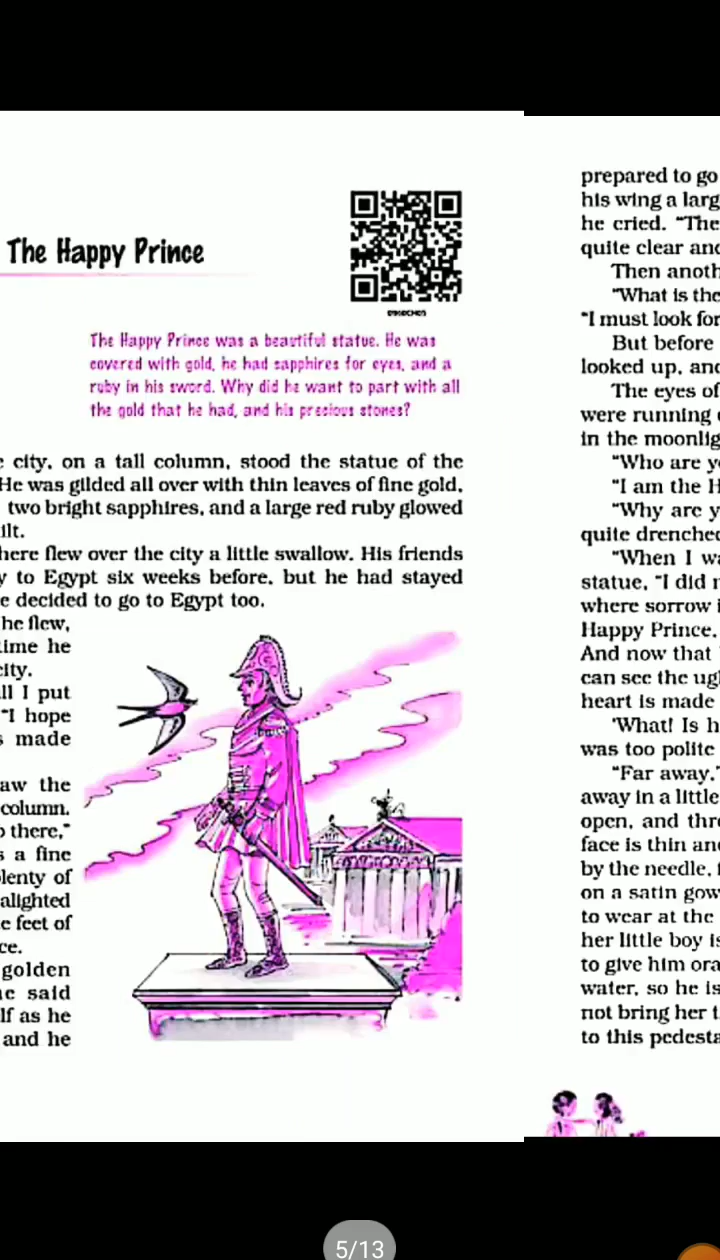 The Happy Prince
The Happy Prince was a beautiful statue. He was
covered with gold, he had sapphires for eyes, and a
ruby in his sword. Why did he want to part with all
the gold that he had, and his precious stones?
city, on a tall column, stood the statue of the
He was gilded all over with thin leaves of fine gold,
two bright sapphires, and a large red ruby glowed
ilt.
here flew over the city a little swallow. His friends
y to Egypt six weeks before, but he had stayed
e decided to go to Egypt too.
he flew,
time he
city.
all I put
“I hope
s made
aw the
column.
p there,”
s a fine
plenty of
alighted
e feet of
ce.
golden
he said
lf as he
and he
prepared to go
his wing a larg
he cried. “The
quite clear and
Then anoth
“What is the
“I must look for
But before
looked up, and
The eyes of
were running
in the moonlig
“Who are yo
“I am the H
“Why are y
quite drenched
“When I wa
statue, “I did n
where sorrow i
Happy Prince.
And now that
can see the ugl
heart is made
‘What! Is h
was too polite
“Far away,”
away in a little
open, and thro
face is thin and
by the needle, f
on a satin gow
to wear at the
her little boy is
to give him ora
water, so he is
not bring her t
to this pedesta
5/13